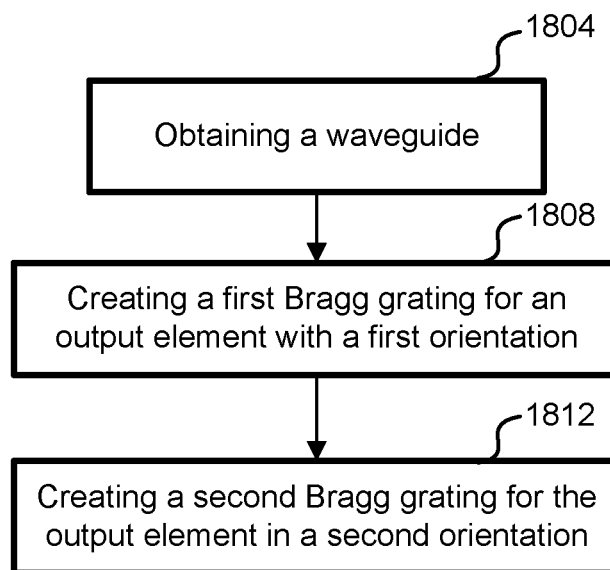 1804
Obtaining a waveguide
1808
Creating a first Bragg grating for an
output element with a first orientation
1812
Creating a second Bragg grating for the
output element in a second orientation